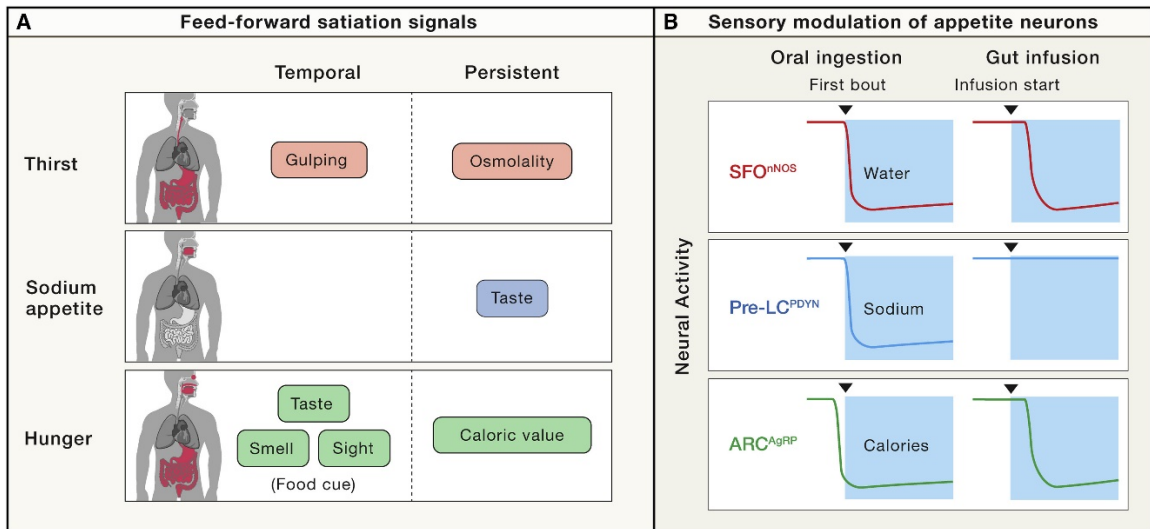 A Feed-forward satiation signals
Temporal Persistent
Thirst
Gulping
Osmolality
Sodium
appetite
Taste
Hunger
Taste
Smell Sight
(Food cue)
Caloric value
B Sensory modulation of appetite neurons
Oral ingestion Gut infusion
First bout Infusion start
Neural Activity
SFOnNOS
Water
Pre-LCPDYN
Sodium
ARCAgRP
Calories